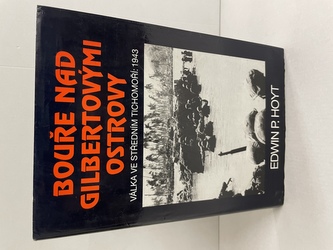 BOUŘE NAD
GILBERTOVÝMI
OSTROVY
VÁLKA VE STŘEDNÍM TICHOMOŘÍ: 1943
EDWIN P. HOYT